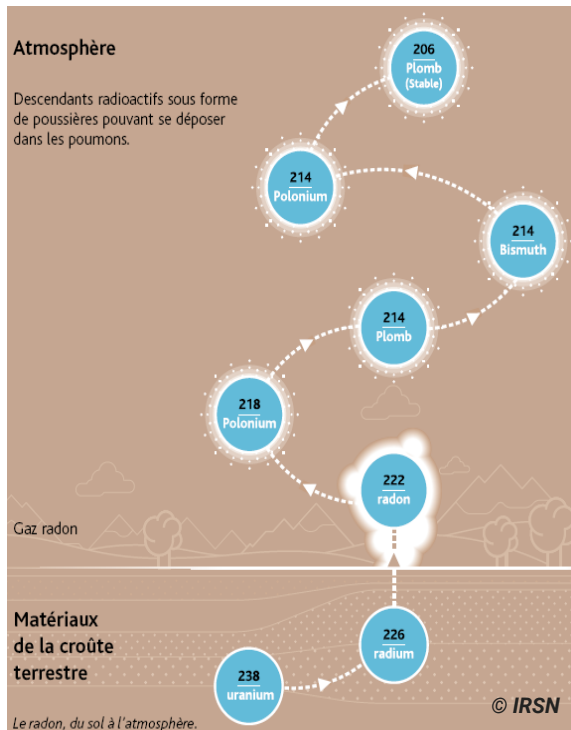 Atmosphère
Descendants radioactifs sous forme
de poussières pouvant se déposer
dans les poumons.
206
Plomb
(Stable)
214
Polonium
214
Bismuth
214
Plomb
218
Polonium
222
radon
Gaz radon
Matériaux
de la croûte
terrestre
226
radium
238
uranium
Le radon, du sol à l'atmosphère.
© IRSN